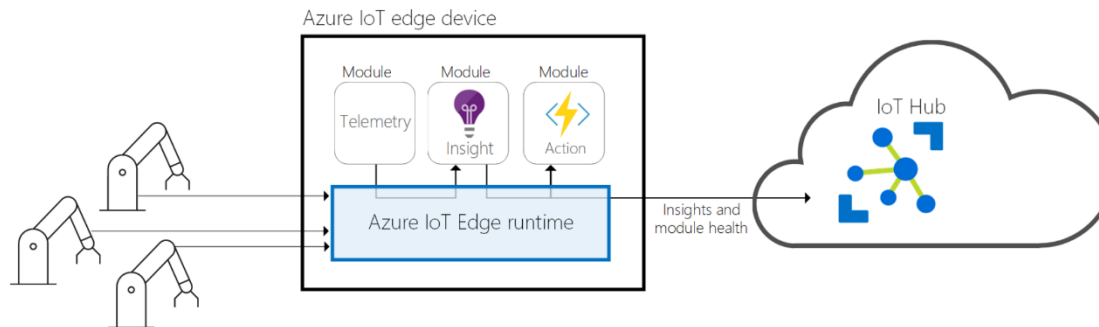 Azure IoT edge device
Module
Module
Module
Telemetry
Insight
Action
Azure IoT Edge runtime
Insights and
module health
IoT Hub